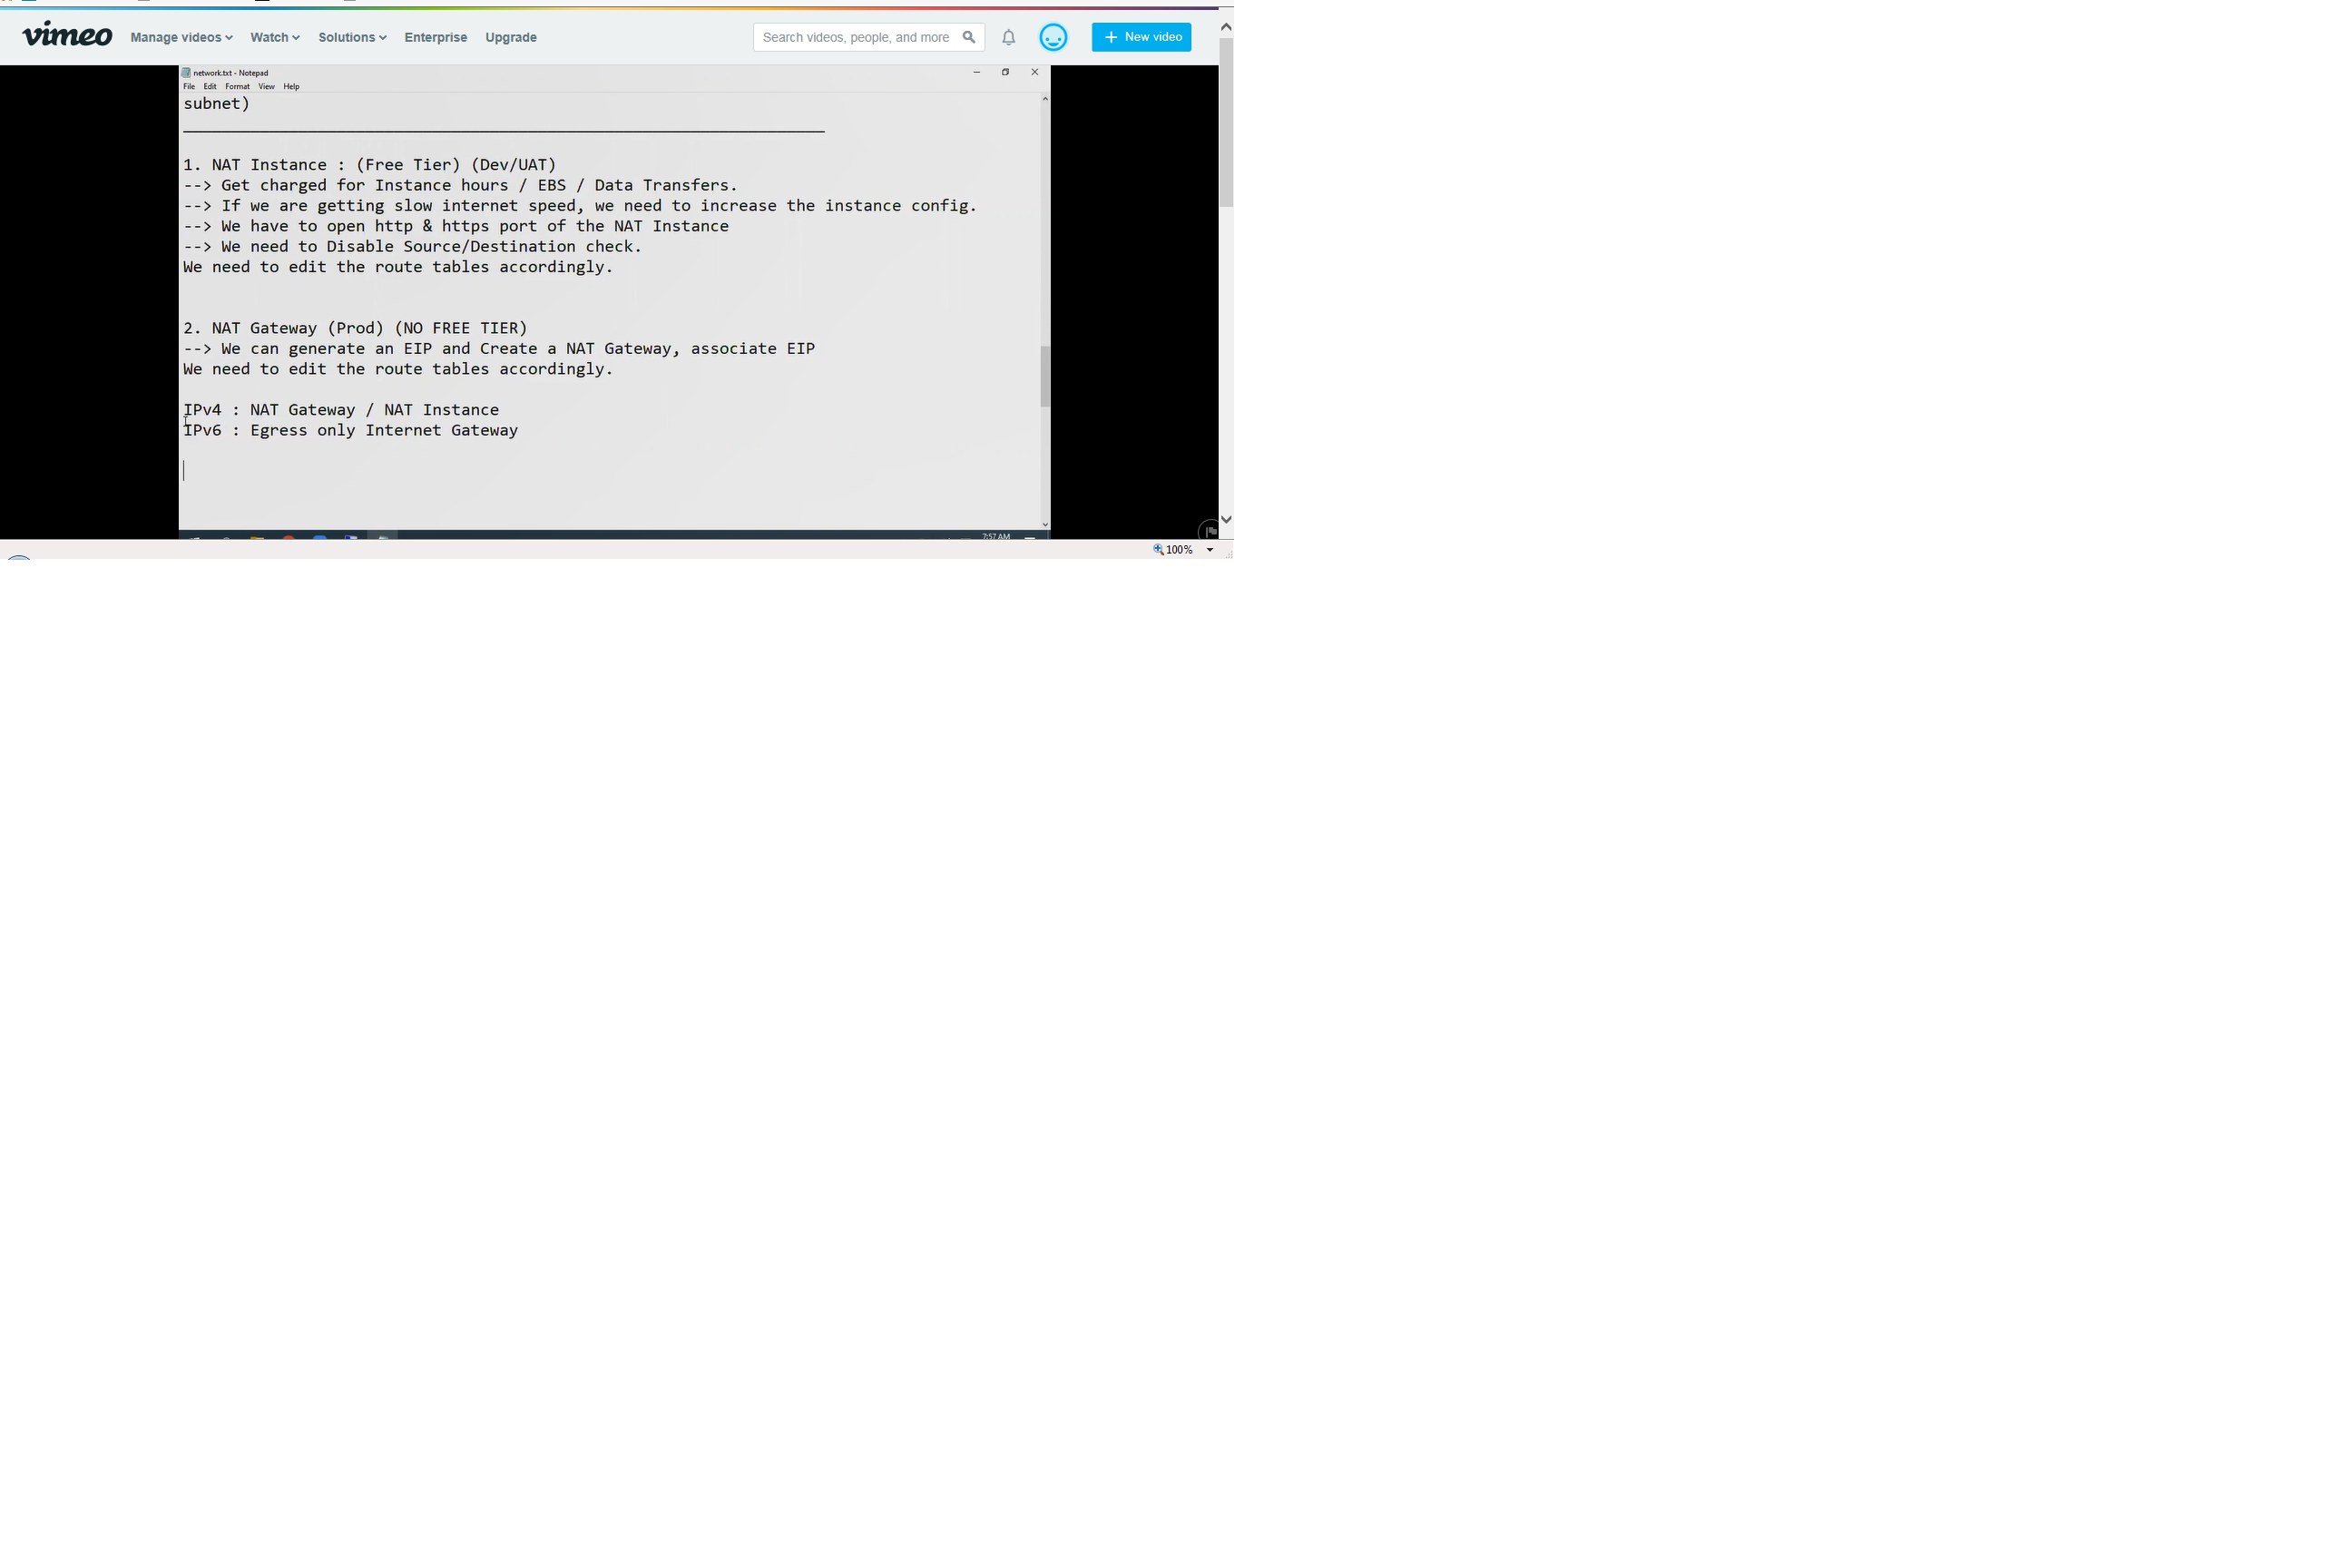 vimeo Manage videos Watch Solutions Enterprise Upgrade Search videos, people, and more New video
network.txt - Notepad
File Edit Format View Help
subnet)
1. NAT Instance : (Free Tier) (Dev/UAT)
--> Get charged for Instance hours / EBS / Data Transfers.
--> If we are getting slow internet speed, we need to increase the instance config.
--> We have to open http & https port of the NAT Instance
--> We need to Disable Source/Destination check.
We need to edit the route tables accordingly.
2. NAT Gateway (Prod) (NO FREE TIER)
--> We can generate an EIP and Create a NAT Gateway, associate EIP
We need to edit the route tables accordingly.
IPv4 : NAT Gateway / NAT Instance
IPv6 : Egress only Internet Gateway
7:57 AM
100%